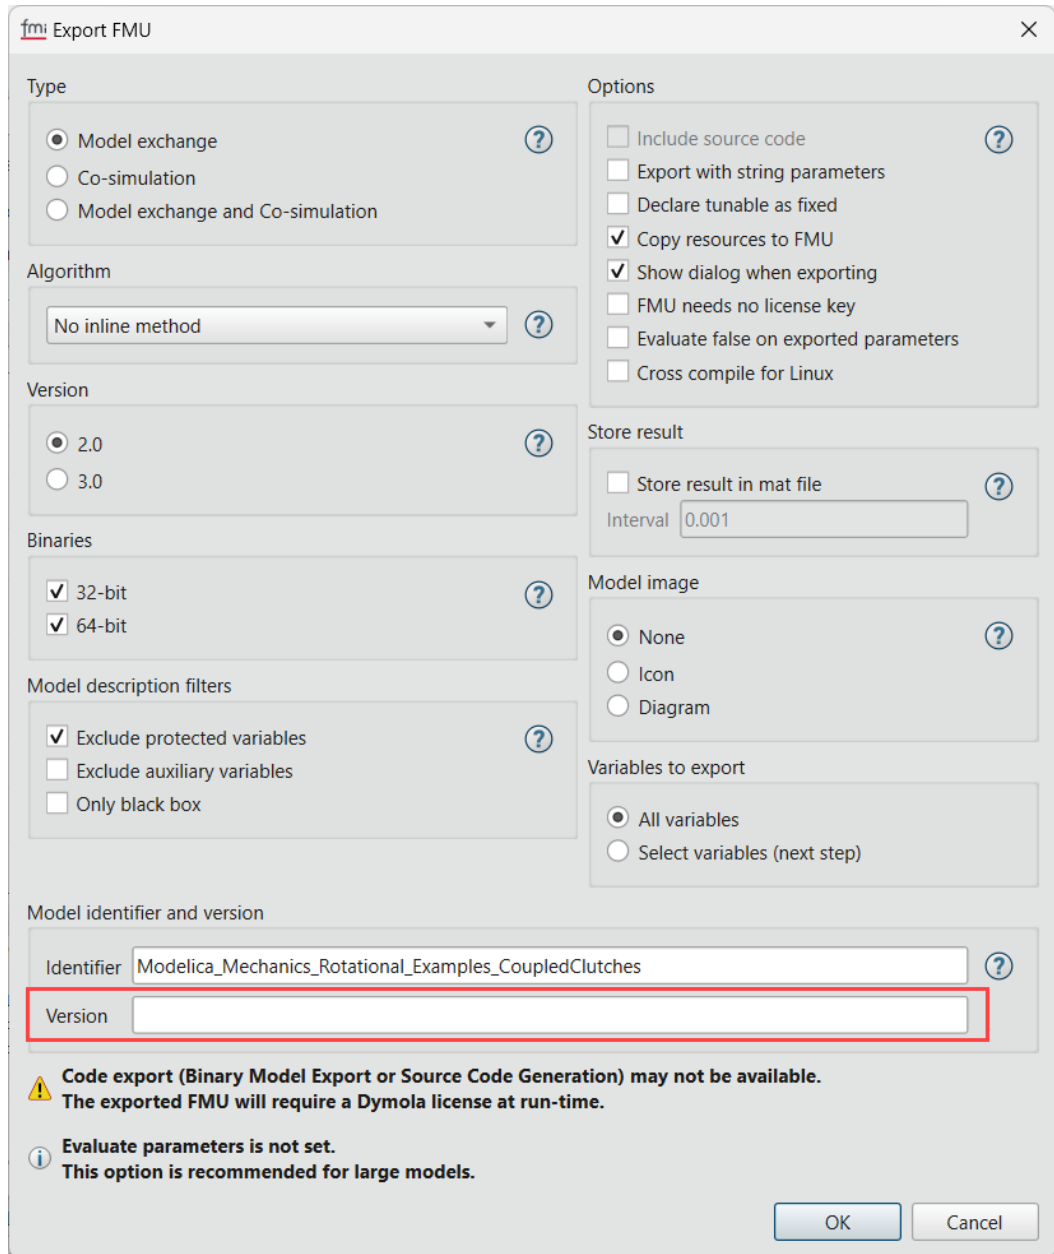 fmi Export FMU
Type
Model exchange
Co-simulation
Model exchange and Co-simulation
Algorithm
No inline method
Version
2.0
3.0
Binaries
32-bit
64-bit
Model description filters
Exclude protected variables
Exclude auxiliary variables
Only black box
Options
Include source code
Export with string parameters
Declare tunable as fixed
Copy resources to FMU
Show dialog when exporting
FMU needs no license key
Evaluate false on exported parameters
Cross compile for Linux
Store result
Store result in mat file
Interval 0.001
Model image
None
Icon
Diagram
Variables to export
All variables
Select variables (next step)
Model identifier and version
Identifier Modelica_Mechanics_Rotational_Examples_CoupledClutches
Version
Code export (Binary Model Export or Source Code Generation) may not be available.
The exported FMU will require a Dymola license at run-time.
Evaluate parameters is not set.
This option is recommended for large models.
OK Cancel